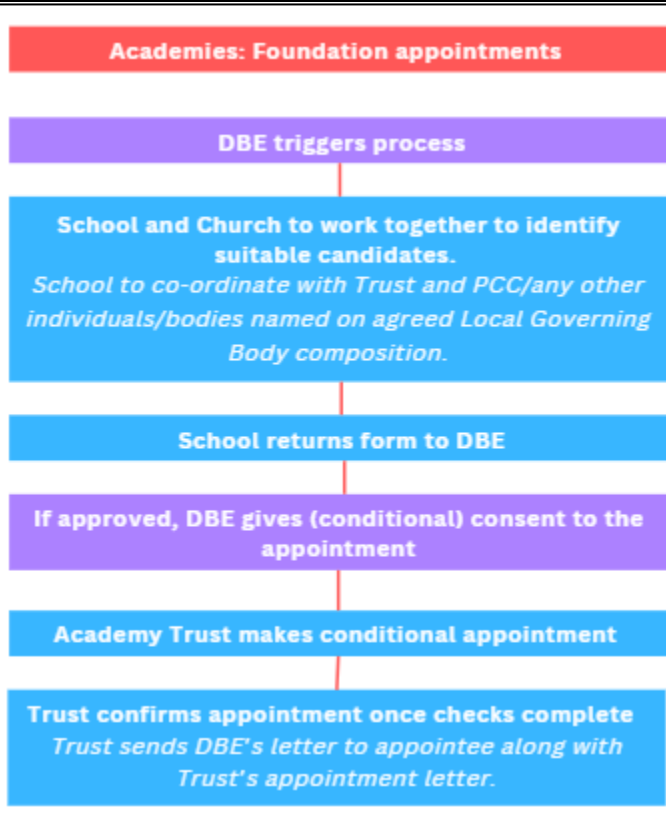 Academies: Foundation appointments
DBE triggers process
School and Church to work together to identify
suitable candidates.
School to co-ordinate with Trust and PCC/any other
individuals/bodies named on agreed Local Governing
Body composition.
School returns form to DBE
If approved, DBE gives (conditional) consent to the
appointment
Academy Trust makes conditional appointment
Trust confirms appointment once checks complete
Trust sends DBE's letter to appointee along with
Trust's appointment letter.